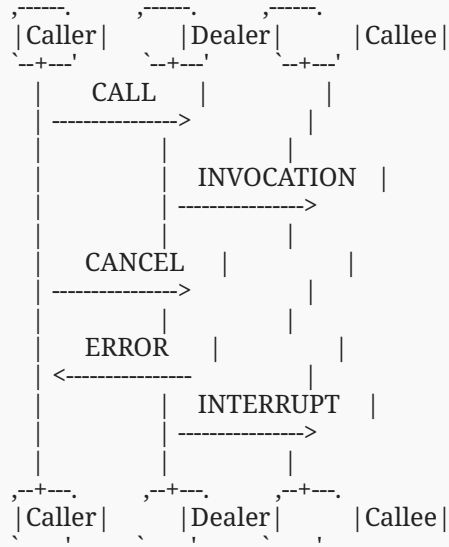 ,------.          ,------.          ,------.
|Caller|          |Dealer|          |Callee|
`--+---'          `--+---'          `--+---'
|       CALL       |                  |
| ---------------->                   |
|                  |                  |
|                  |    INVOCATION    |
|                  | ---------------->
|                  |                  |
|      CANCEL      |                  |
| ---------------->                   |
|                  |                  |
|      ERROR       |                  |
| <----------------                   |
|                  |    INTERRUPT     |
|                  | ---------------->
|                  |                  |
,--+---.          ,--+---.          ,--+---.
|Caller|          |Dealer|          |Callee|